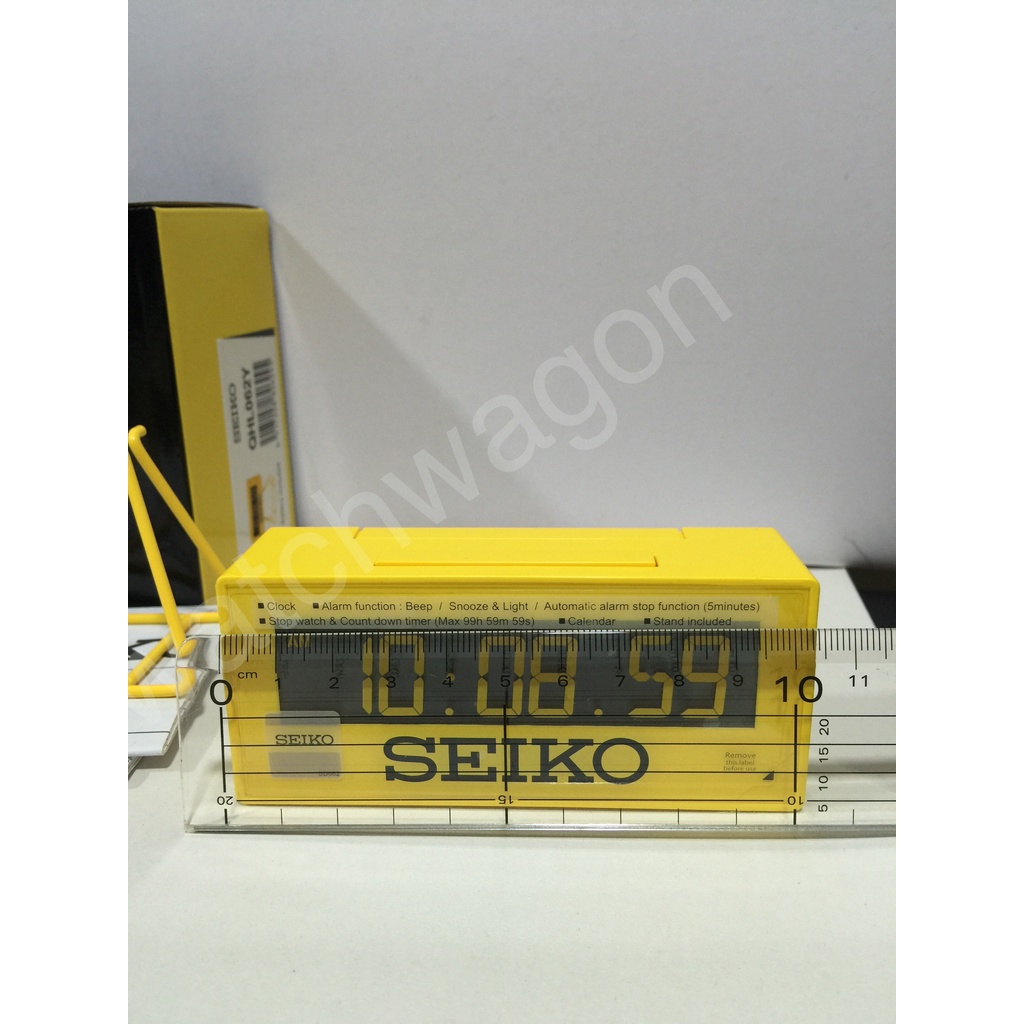 SEIKO
QHL062Y
atchwagon
■ Clock ■ Alarm function : Beep / Snooze & Light / Automatic alarm stop function (5minutes)
■ Stop watch & Count down timer (Max 99h 59m 59s) ■ Calendar ■ Stand included
10:08.59
0 cm 1 2 3 4 5 6 7 8 9 10 11
SEIKO
SEIKO
Remove
this label
before use
20
15
10
5
20 15 10